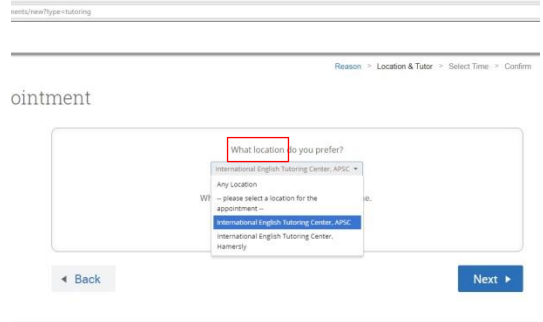 ments/new?type=tutoring
Reason > Location & Tutor > Select Time > Confirm
ointment
What location do you prefer?
International English Tutoring Center, APSC
Any Location
-- please select a location for the
appointment --
International English Tutoring Center, APSC
International English Tutoring Center,
Hamersly
Back
Next